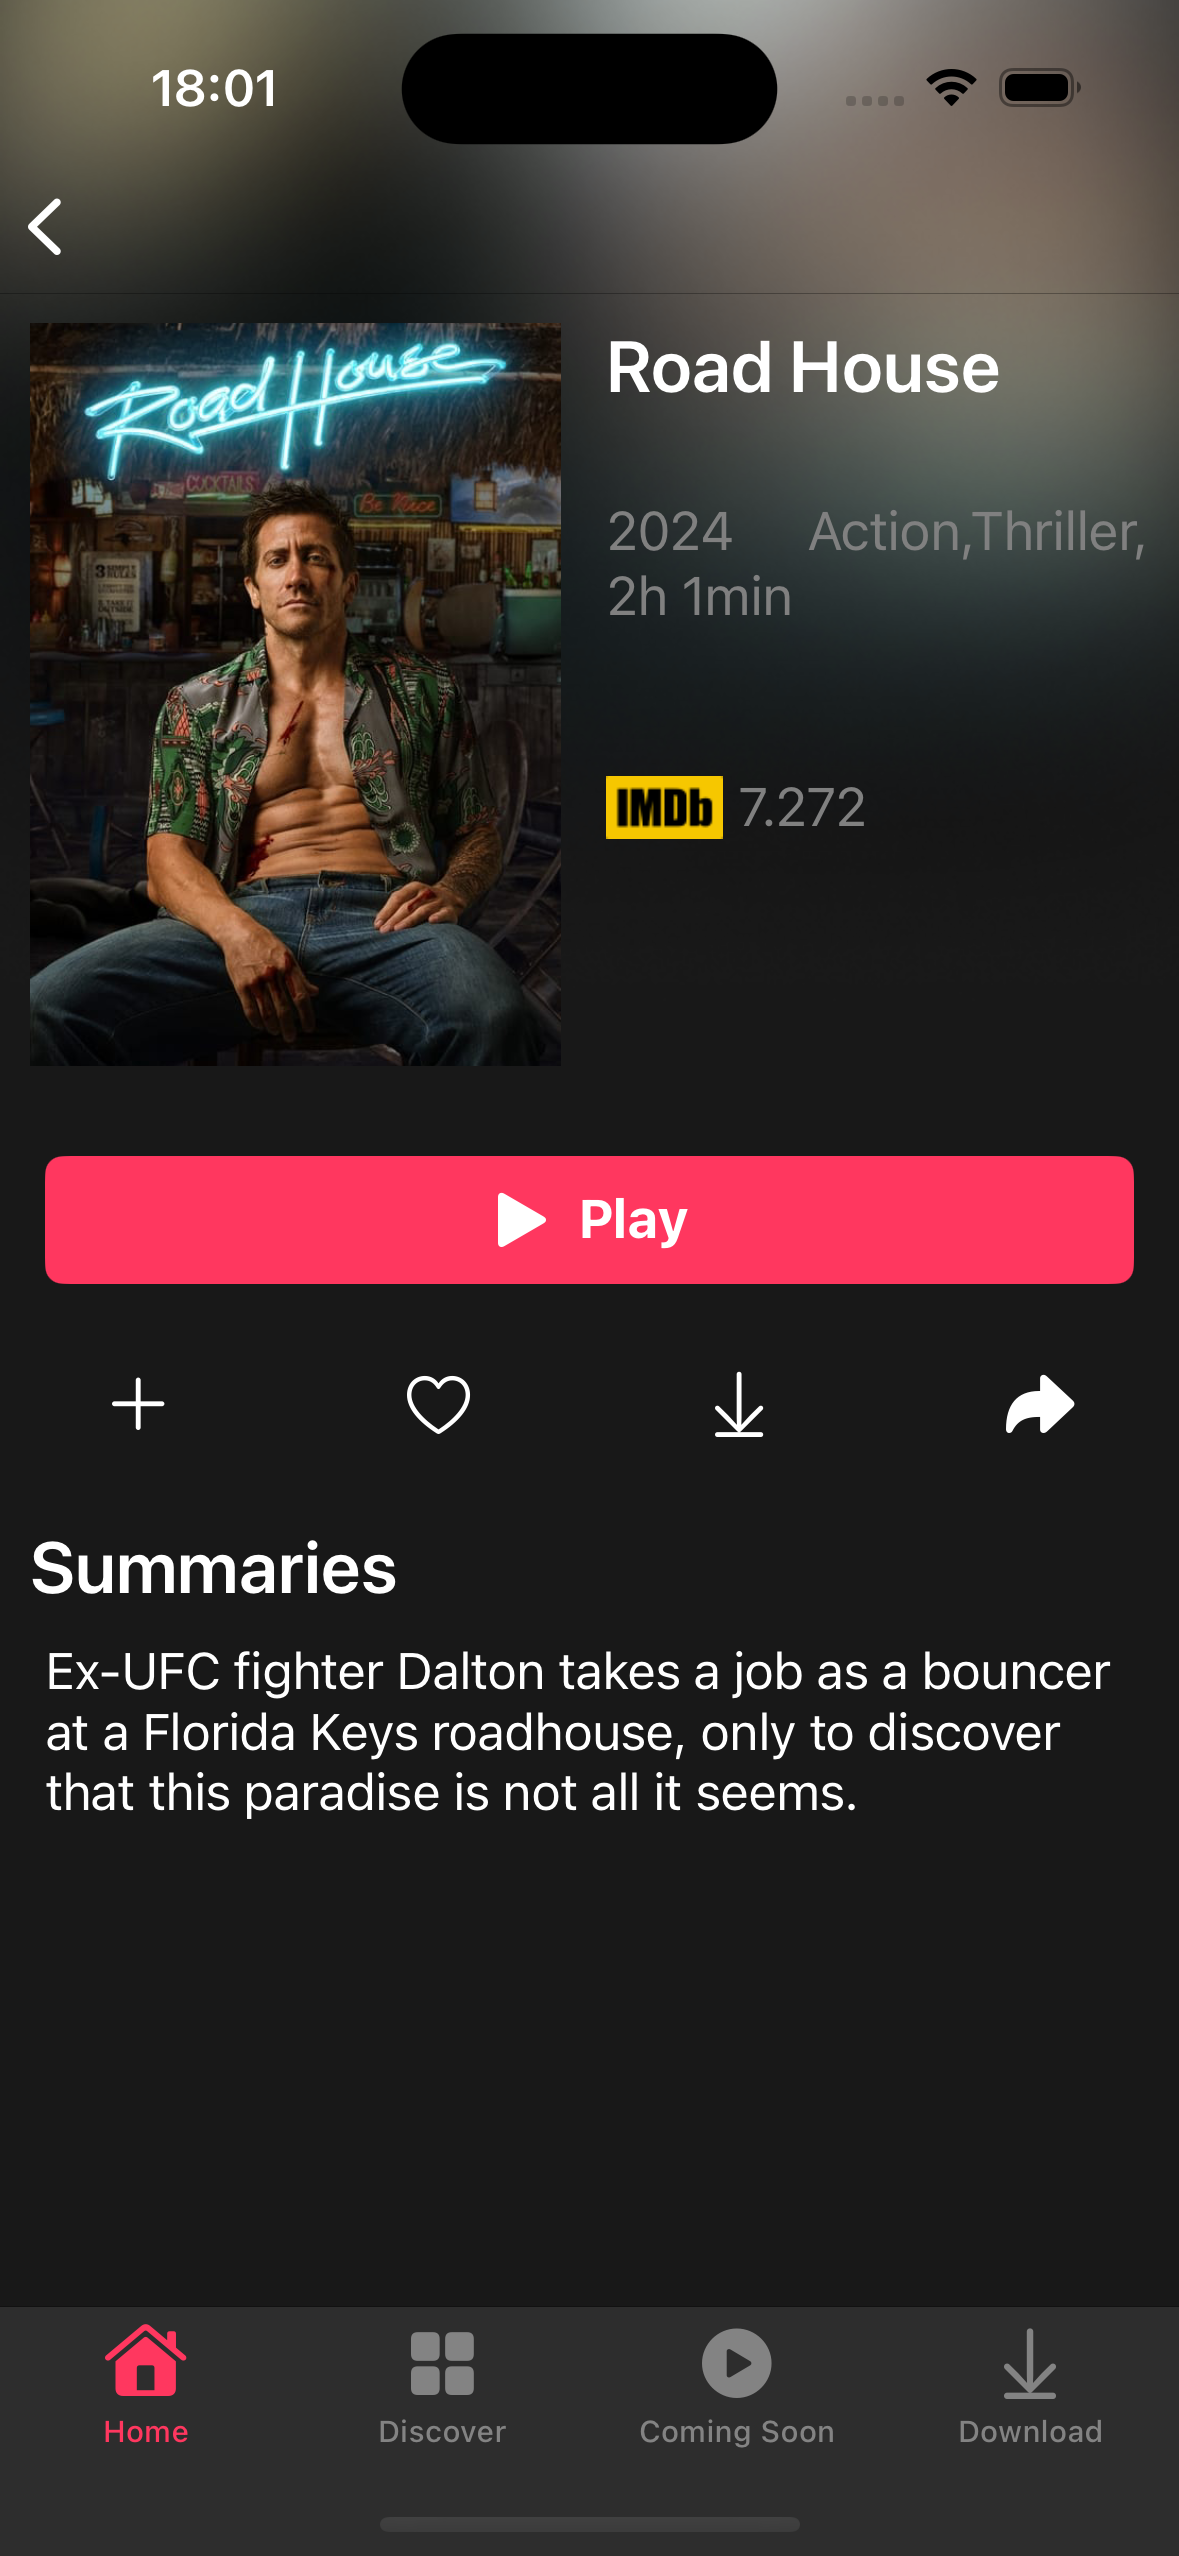 18:01
Road House
COCKTAILS
Be Nice
Road House
2024 Action,Thriller,
2h 1min
IMDb 7.272
Play
Summaries
Ex-UFC fighter Dalton takes a job as a bouncer
at a Florida Keys roadhouse, only to discover
that this paradise is not all it seems.
Home
Discover
Coming Soon
Download